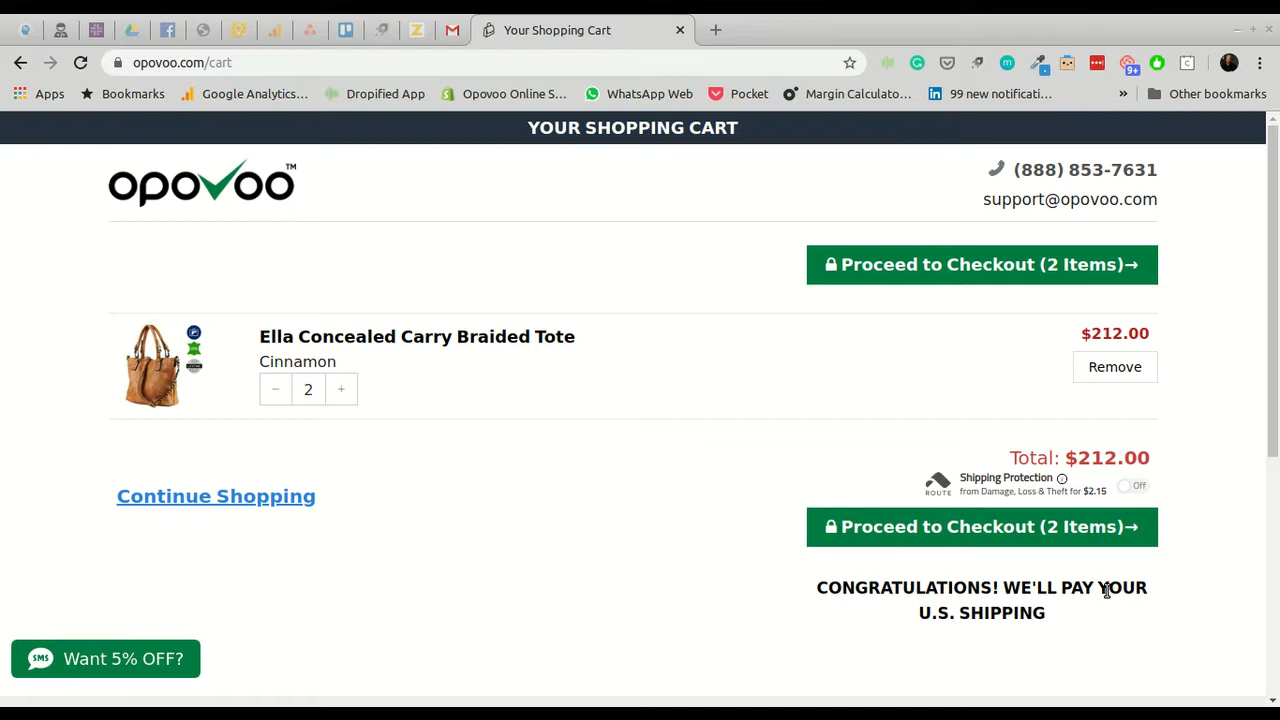 Your Shopping Cart
opovoo.com/cart
9+
Apps
Bookmarks
Google Analytics...
Dropified App
Opovoo Online S...
WhatsApp Web
Pocket
Margin Calculato...
99 new notificati...
»
Other bookmarks
YOUR SHOPPING CART
opovoo™
(888) 853-7631
support@opovoo.com
Proceed to Checkout (2 Items)→
Ella Concealed Carry Braided Tote
$212.00
Cinnamon
Remove
− 2 +
Total: $212.00
Shipping Protection
ROUTE
from Damage, Loss & Theft for $2.15
Off
Continue Shopping
Proceed to Checkout (2 Items)→
CONGRATULATIONS! WE'LL PAY YOUR
U.S. SHIPPING
SMS
Want 5% OFF?